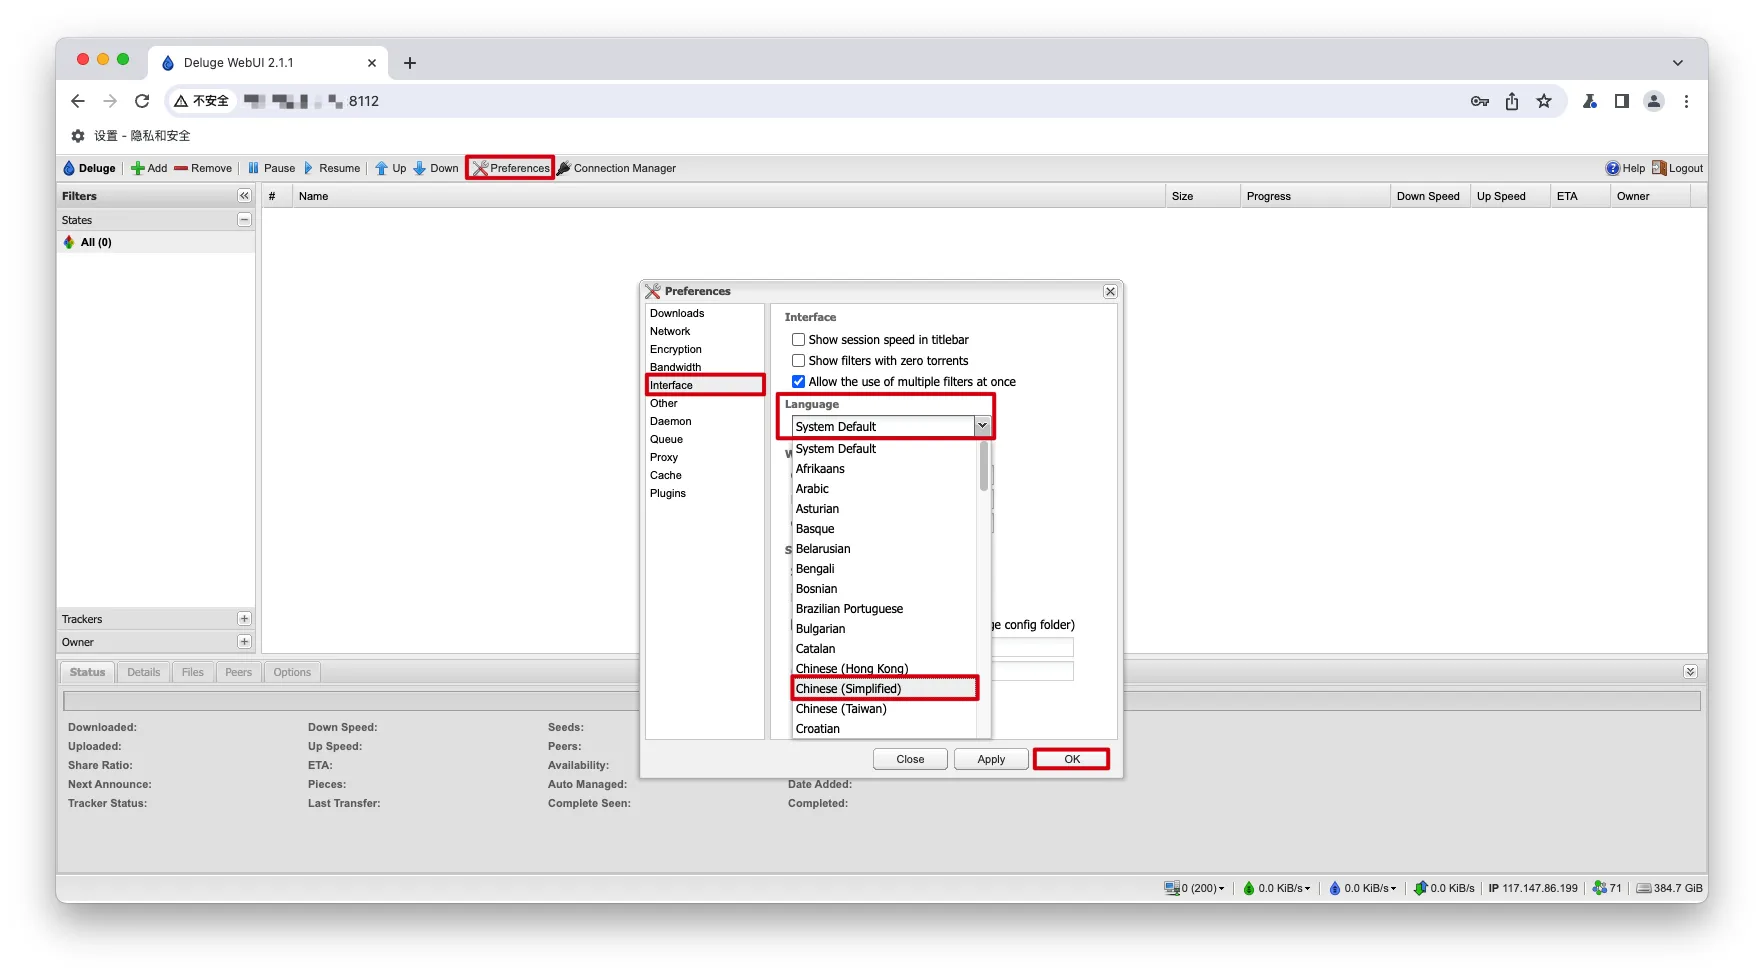 Deluge WebUI 2.1.1
不安全 :8112
设置 - 隐私和安全
Deluge Add Remove Pause Resume Up Down Preferences Connection Manager Help Logout
Filters
# Name Size Progress Down Speed Up Speed ETA Owner
States
All (0)
Trackers
Owner
Preferences
Downloads
Network
Encryption
Bandwidth
Interface
Other
Daemon
Queue
Proxy
Cache
Plugins
Interface
Show session speed in titlebar
Show filters with zero torrents
Allow the use of multiple filters at once
Language
System Default
System Default
Afrikaans
Arabic
Asturian
Basque
Belarusian
Bengali
Bosnian
Brazilian Portuguese
Bulgarian
config folder)
Catalan
Chinese (Hong Kong)
Chinese (Simplified)
Chinese (Taiwan)
Croatian
Close Apply OK
Status Details Files Peers Options
Downloaded: Down Speed: Seeds:
Uploaded: Up Speed: Peers:
Share Ratio: ETA: Availability:
Next Announce: Pieces: Auto Managed: Date Added:
Tracker Status: Last Transfer: Complete Seen: Completed:
0 (200) 0.0 KiB/s 0.0 KiB/s 0.0 KiB/s IP 117.147.86.199 71 384.7 GiB